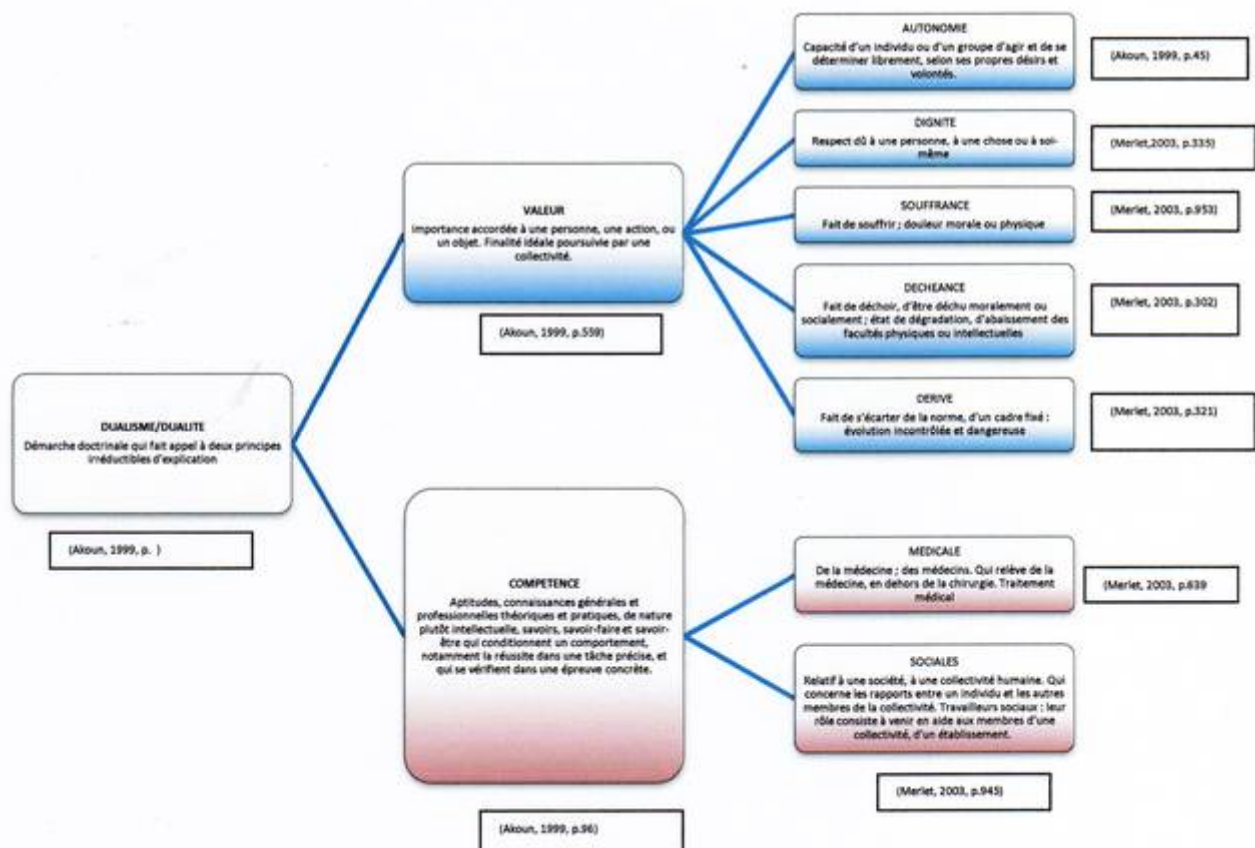 AUTONOMIE
Capacité d'un individu ou d'un groupe d'agir et de se
déterminer librement, selon ses propres désirs et
volontés.
(Akoun, 1999, p.45)
DIGNITE
Respect dû à une personne, à une chose ou à soi-
même
(Merlet,2003, p.335)
VALEUR
Importance accordée à une personne, une action, ou
un objet. Finalité idéale poursuivie par une
collectivité.
(Akoun, 1999, p.559)
SOUFFRANCE
Fait de souffrir ; douleur morale ou physique
(Merlet, 2003, p.953)
DECHEANCE
Fait de déchoir, d'être déchu moralement ou
socialement ; état de dégradation, d'abaissement des
facultés physiques ou intellectuelles
(Merlet, 2003, p.302)
DERIVE
Fait de s'écarter de la norme, d'un cadre fixé :
évolution incontrôlée et dangereuse
(Merlet, 2003, p.321)
DUALISME/DUALITE
Démarche doctrinale qui fait appel à deux principes
irréductibles d'explication
(Akoun, 1999, p. )
COMPETENCE
Aptitudes, connaissances générales et
professionnelles théoriques et pratiques, de nature
plutôt intellectuelle, savoirs, savoir-faire et savoir-
être qui conditionnent un comportement,
notamment la réussite dans une tâche précise, et
qui se vérifient dans une épreuve concrète.
(Akoun, 1999, p.96)
MEDICALE
De la médecine ; des médecins. Qui relève de la
médecine, en dehors de la chirurgie. Traitement
médical
(Merlet, 2003, p.639
SOCIALES
Relatif à une société, à une collectivité humaine. Qui
concerne les rapports entre un individu et les autres
membres de la collectivité. Travailleurs sociaux : leur
rôle consiste à venir en aide aux membres d'une
collectivité, d'un établissement.
(Merlet, 2003, p.945)